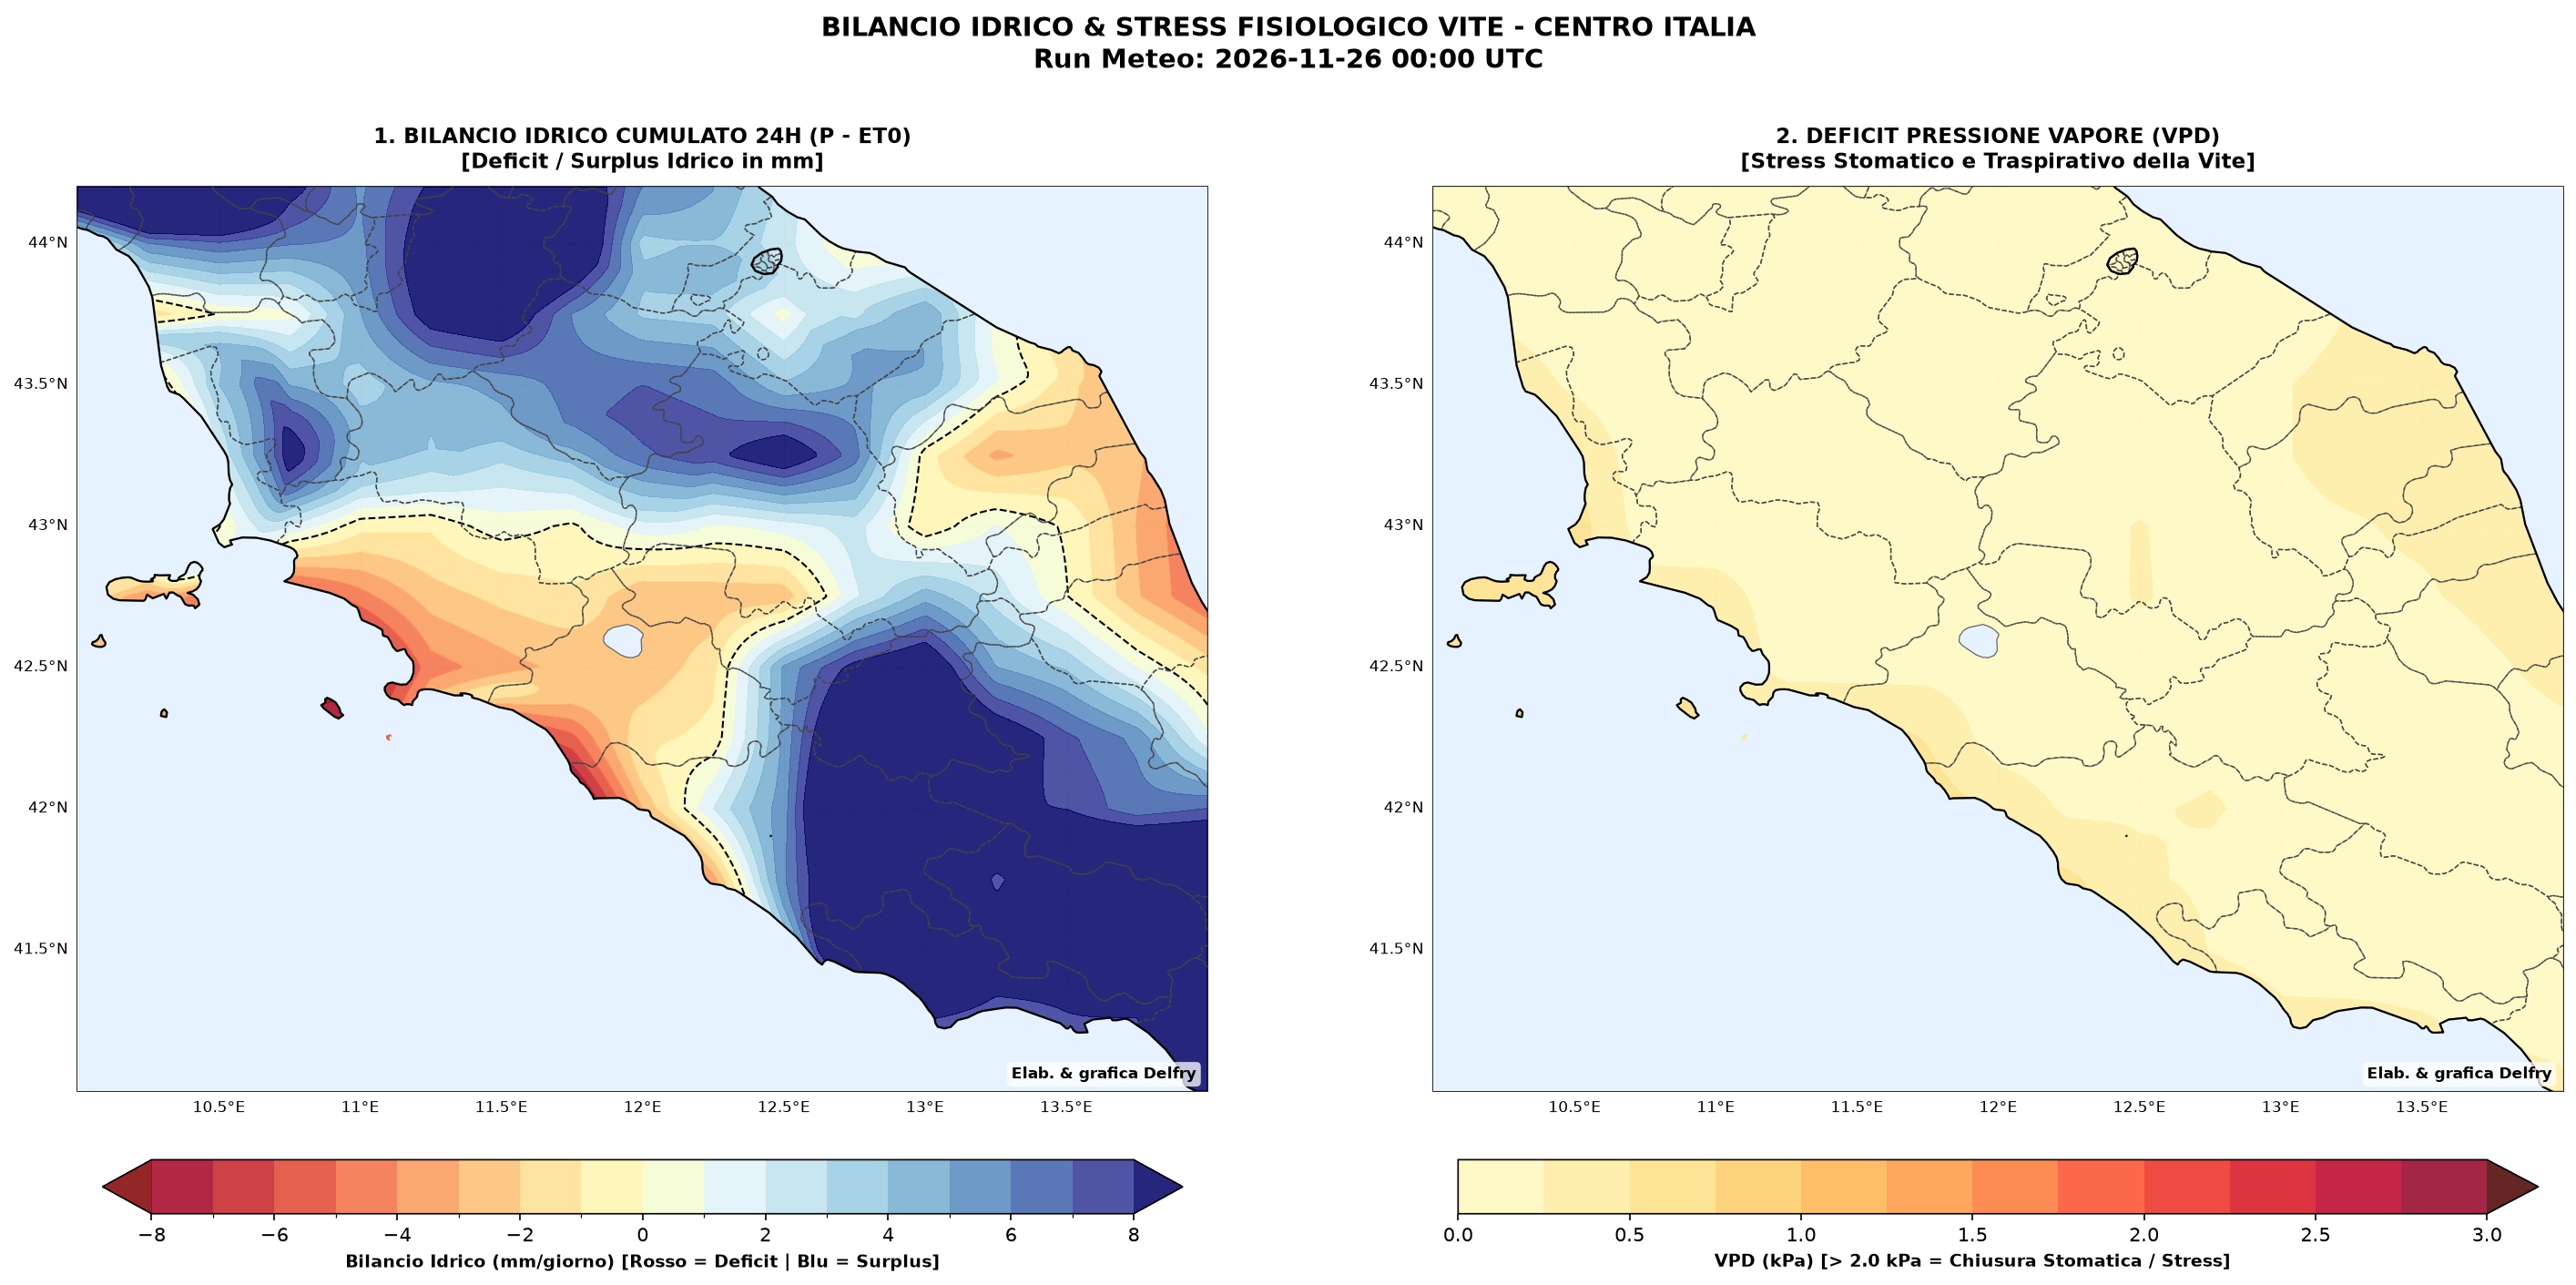 BILANCIO IDRICO & STRESS FISIOLOGICO VITE - CENTRO ITALIA
Run Meteo: 2026-11-26 00:00 UTC
1. BILANCIO IDRICO CUMULATO 24H (P - ET0)
[Deficit / Surplus Idrico in mm]
44°N
43.5°N
43°N
42.5°N
42°N
41.5°N
10.5°E 11°E 11.5°E 12°E 12.5°E 13°E 13.5°E
Elab. & grafica Delfry
−8 −6 −4 −2 0 2 4 6 8
Bilancio Idrico (mm/giorno) [Rosso = Deficit | Blu = Surplus]
2. DEFICIT PRESSIONE VAPORE (VPD)
[Stress Stomatico e Traspirativo della Vite]
44°N
43.5°N
43°N
42.5°N
42°N
41.5°N
10.5°E 11°E 11.5°E 12°E 12.5°E 13°E 13.5°E
Elab. & grafica Delfry
0.0 0.5 1.0 1.5 2.0 2.5 3.0
VPD (kPa) [> 2.0 kPa = Chiusura Stomatica / Stress]